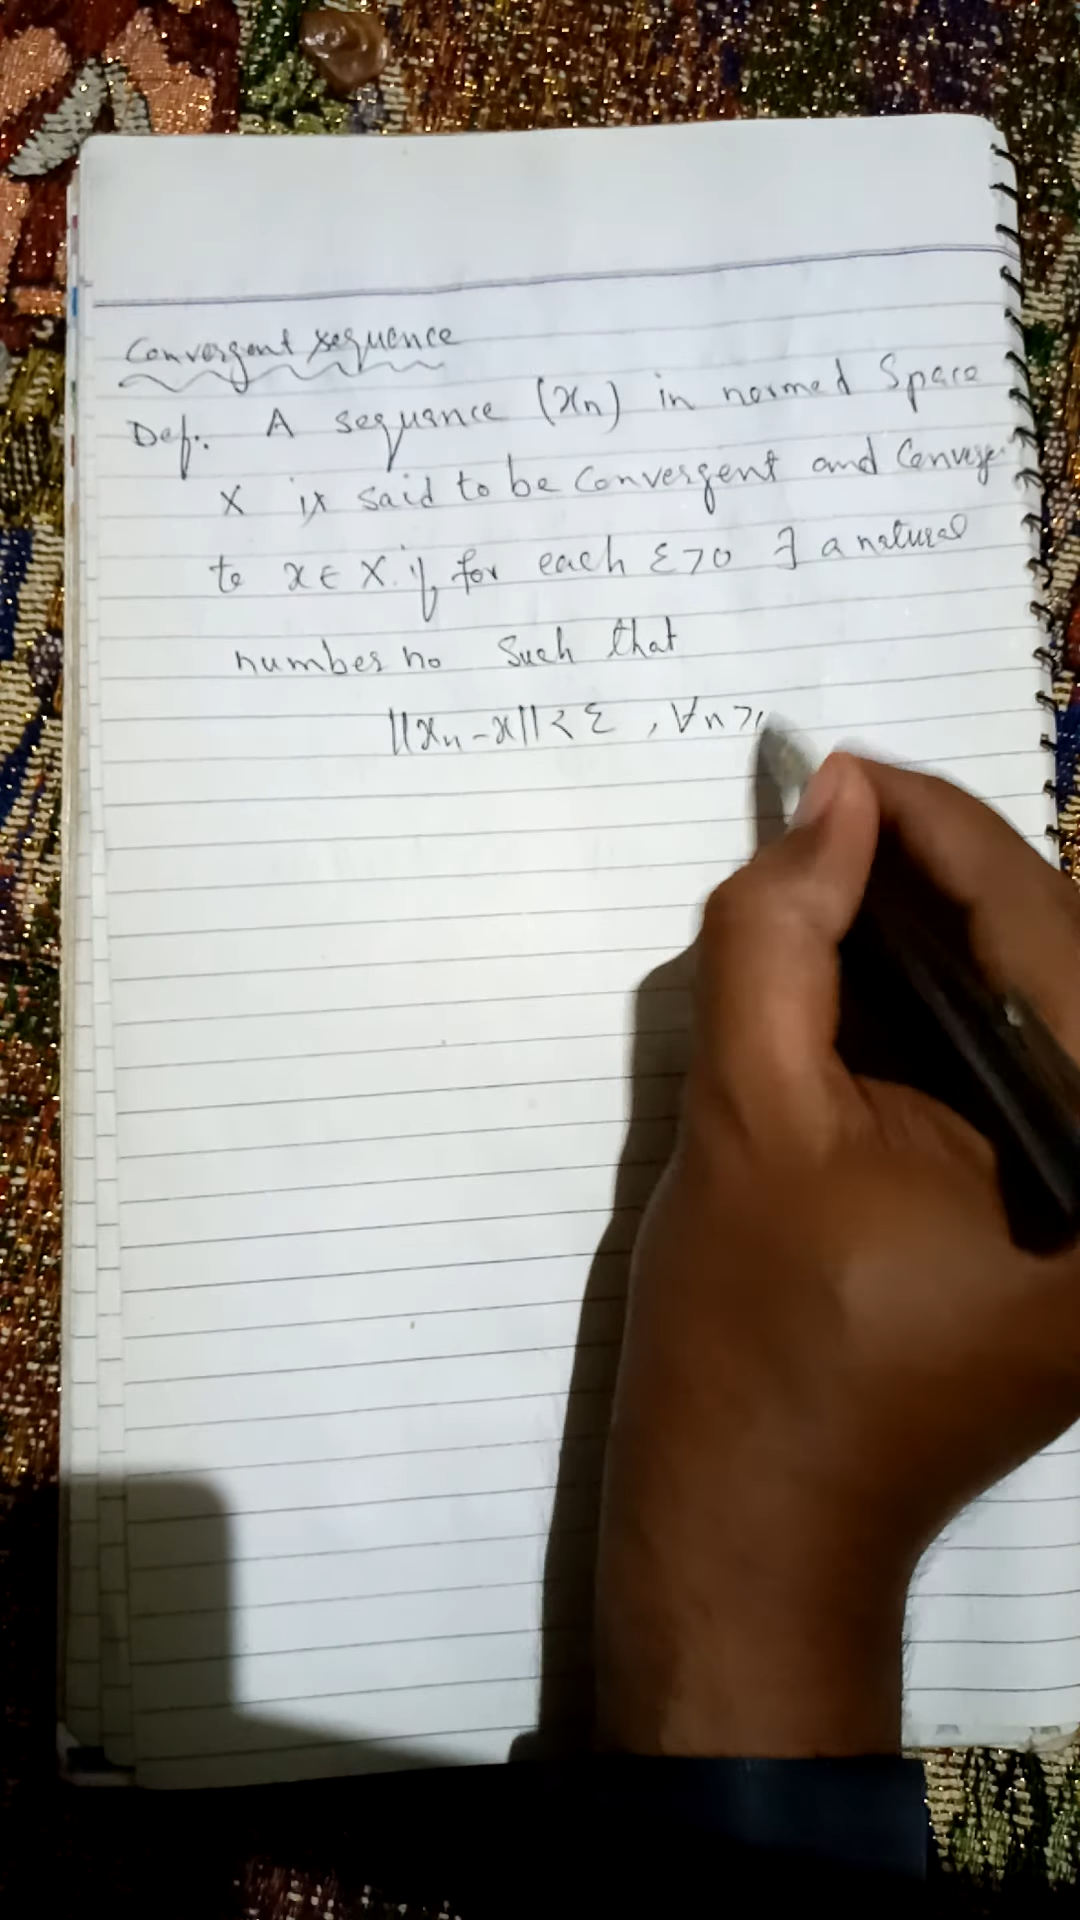 Convergent sequence
Def:. A sequence (xn) in normed Space
X is said to be Convergent and Converge
to x ∈ X. if for each ε>0 ∃ a natural
number no Such that
||xn - x|| < ε , ∀n >